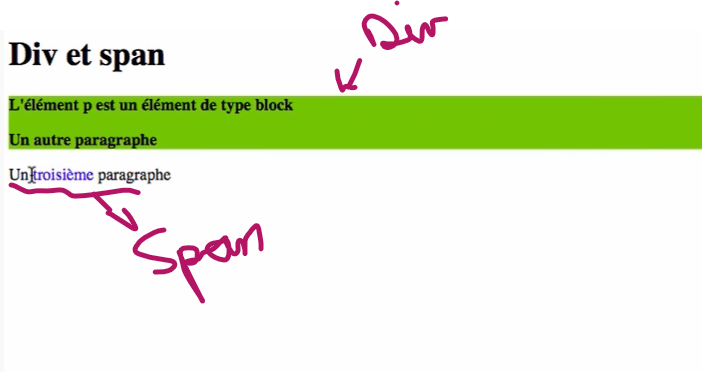 Div
Div et span
L'élément p est un élément de type block
Un autre paragraphe
Un troisième paragraphe
Span